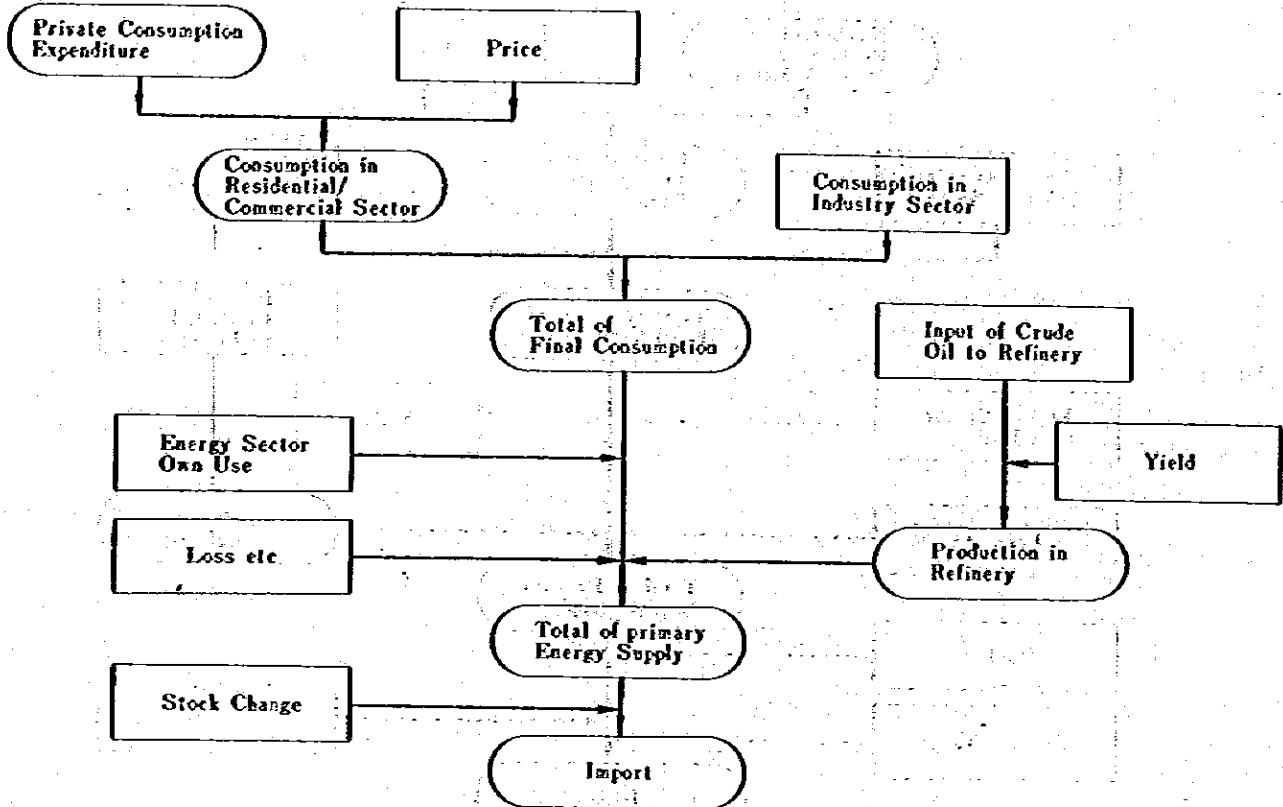 Private Consumption
Expenditure
Price
Consumption in
Residential/
Commercial Sector
Consumption in
Industry Sector
Total of
Final Consumption
Input of Crude
Oil to Refinery
Energy Sector
Own Use
Yield
Loss etc
Production in
Refinery
Total of primary
Energy Supply
Stock Change
Import